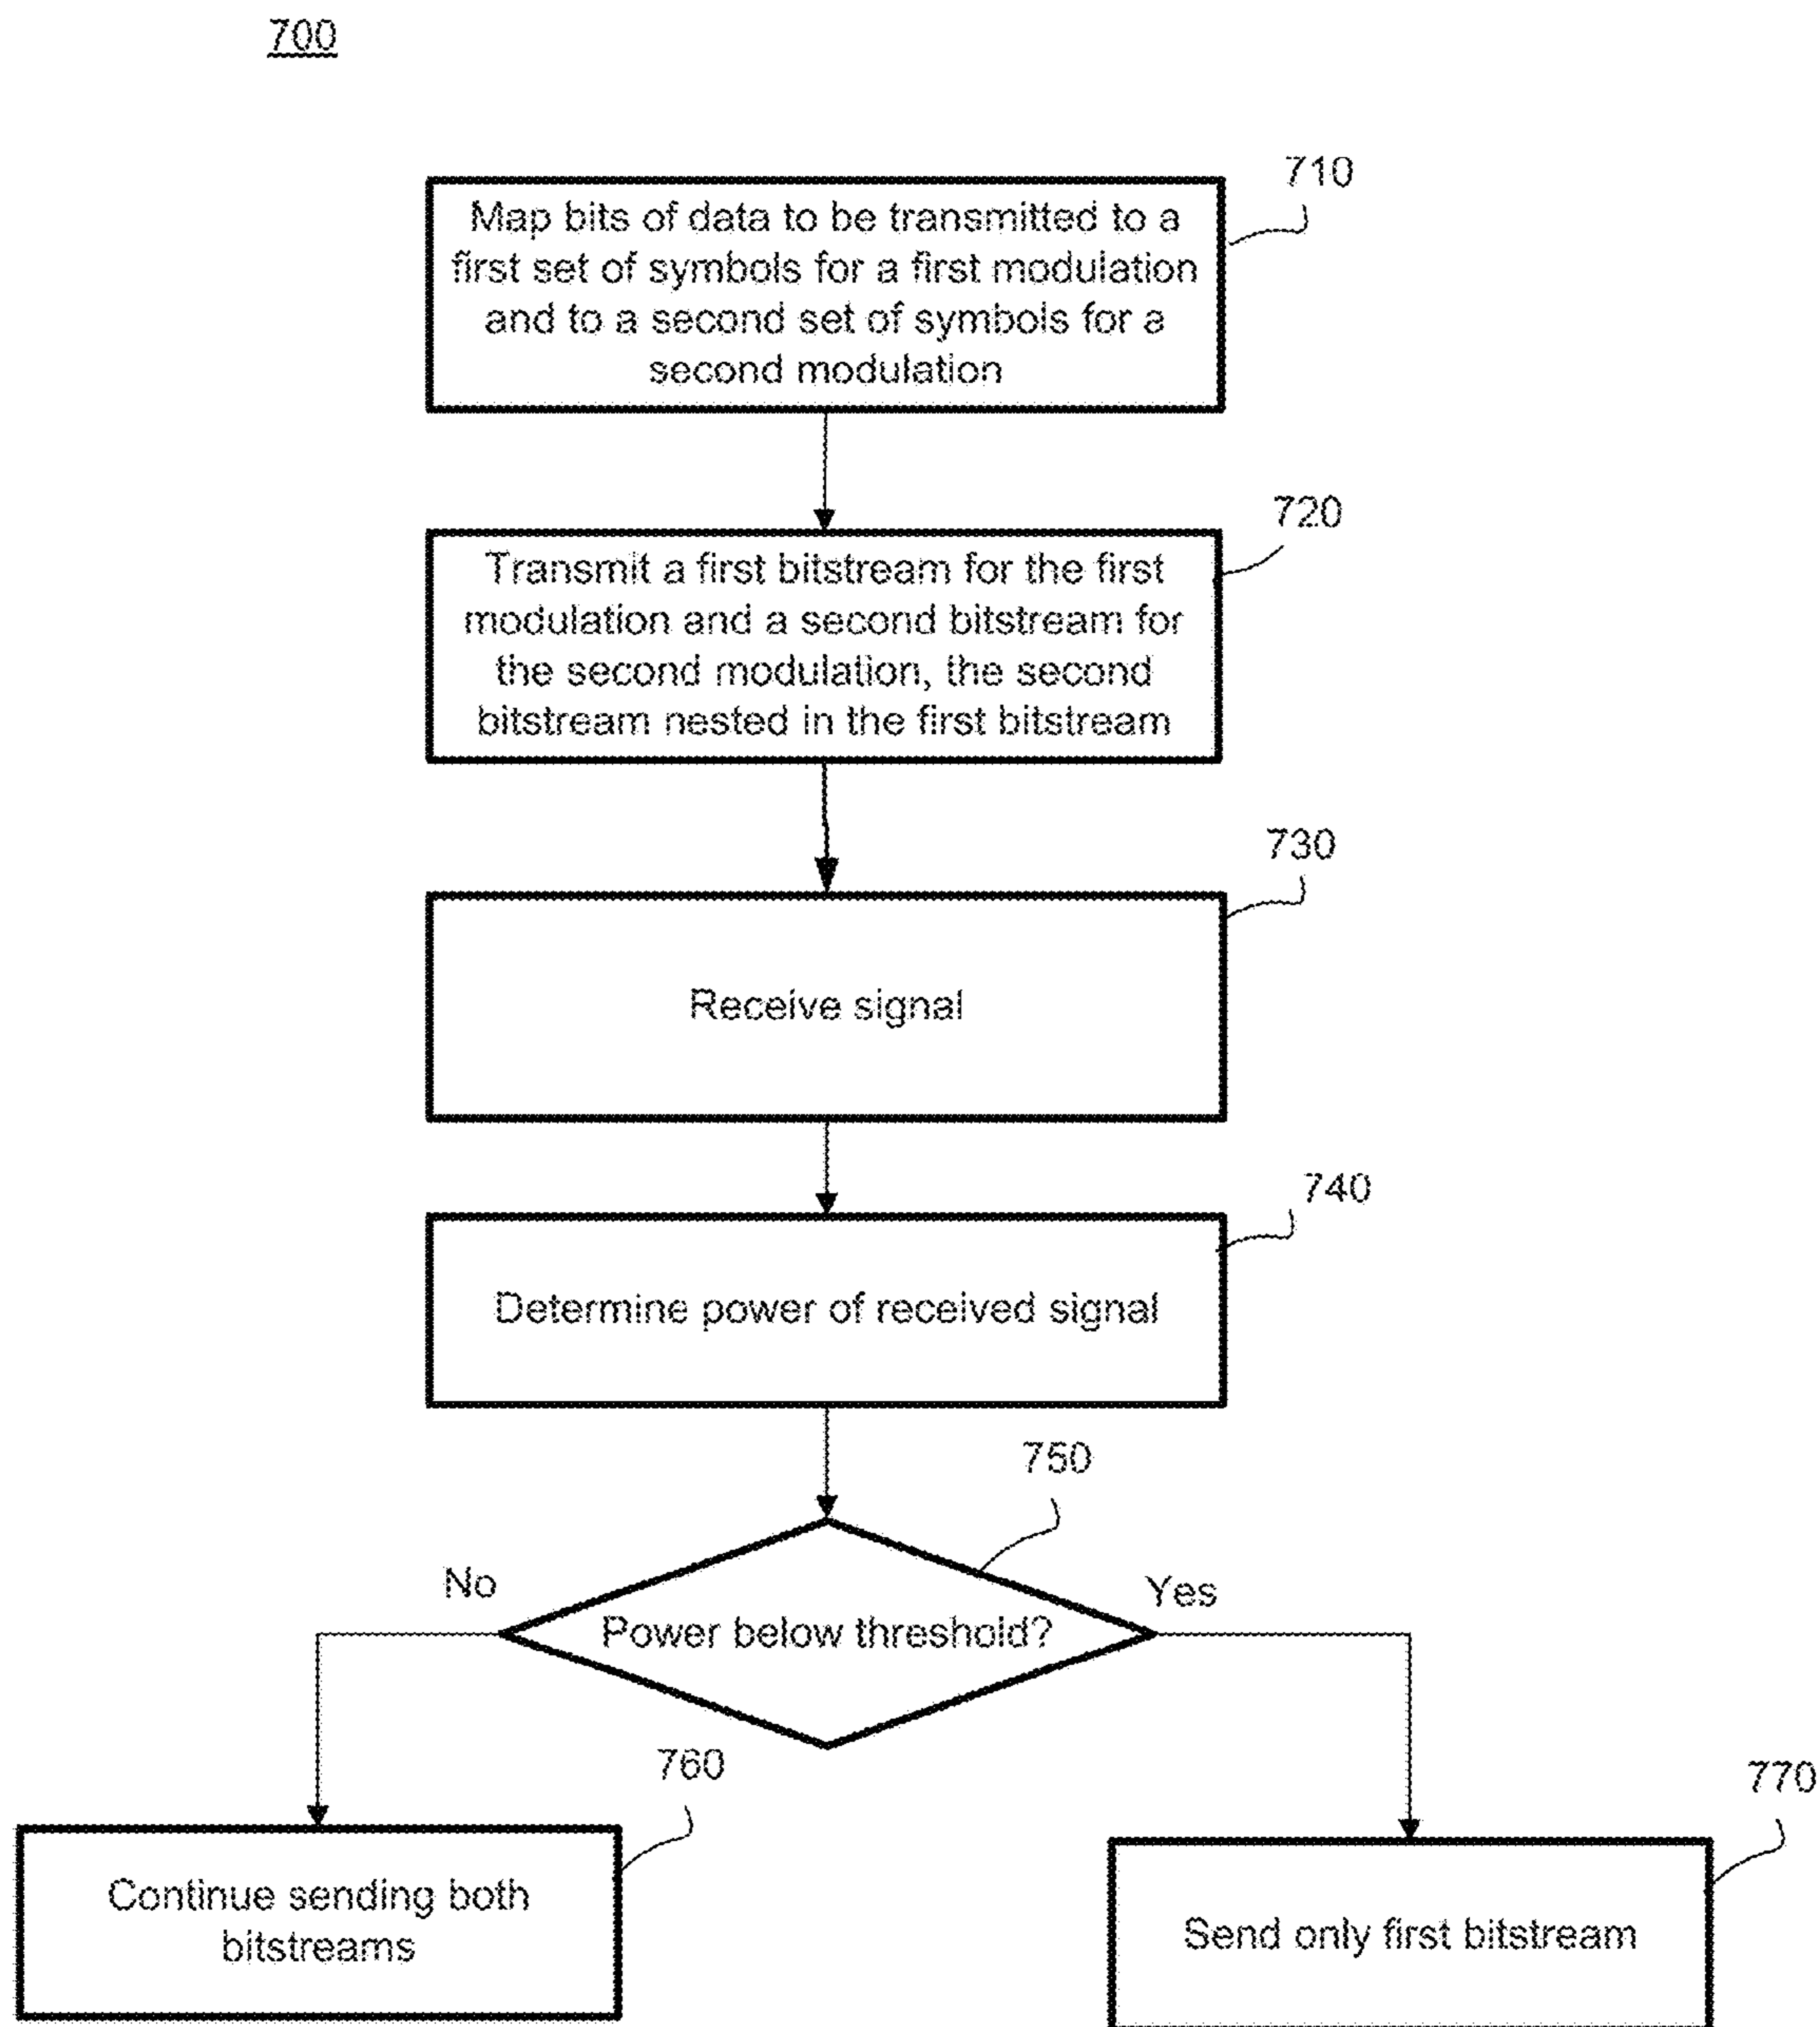 700
710
Map bits of data to be transmitted to a
first set of symbols for a first modulation
and to a second set of symbols for a
second modulation
720
Transmit a first bitstream for the first
modulation and a second bitstream for
the second modulation, the second
bitstream nested in the first bitstream
730
Receive signal
740
Determine power of received signal
750
No
Yes
Power below threshold?
760
770
Continue sending both
bitstreams
Send only first bitstream